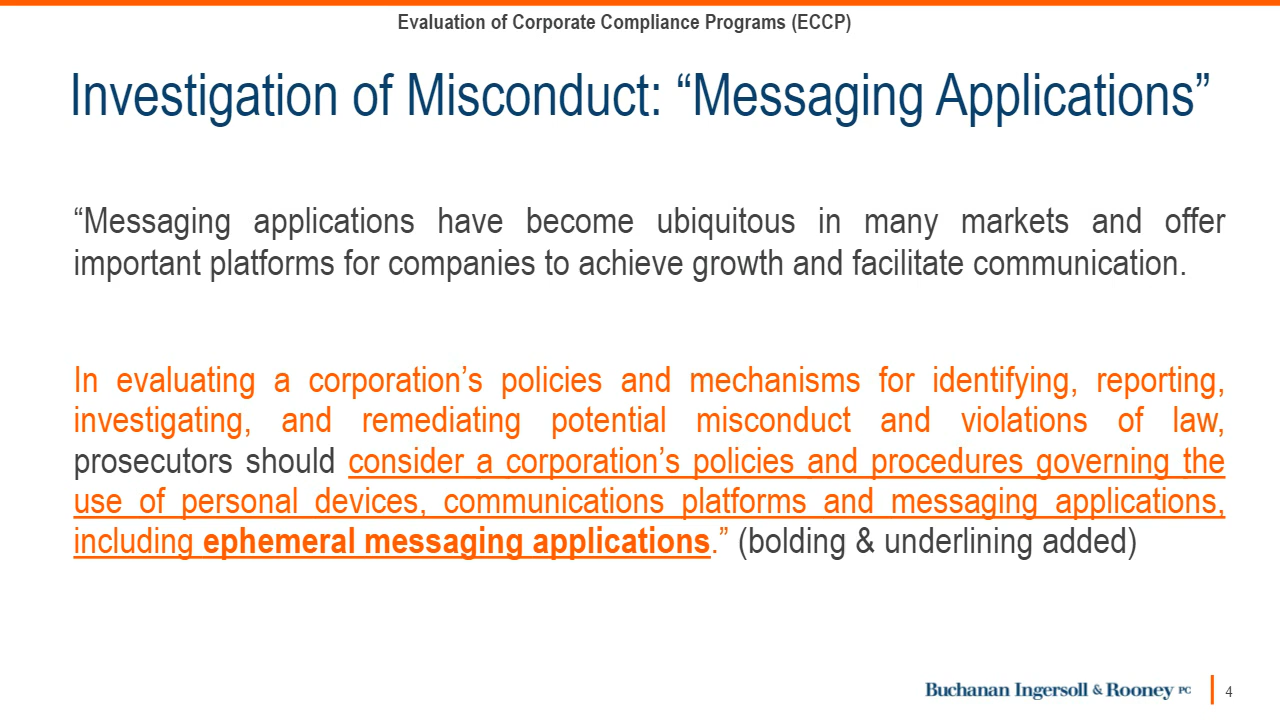 Evaluation of Corporate Compliance Programs (ECCP)
Investigation of Misconduct: “Messaging Applications”
“Messaging applications have become ubiquitous in many markets and offer
important platforms for companies to achieve growth and facilitate communication.
In evaluating a corporation’s policies and mechanisms for identifying, reporting,
investigating, and remediating potential misconduct and violations of law,
prosecutors should consider a corporation’s policies and procedures governing the
use of personal devices, communications platforms and messaging applications,
including ephemeral messaging applications.” (bolding & underlining added)
Buchanan Ingersoll & Rooney PC
4